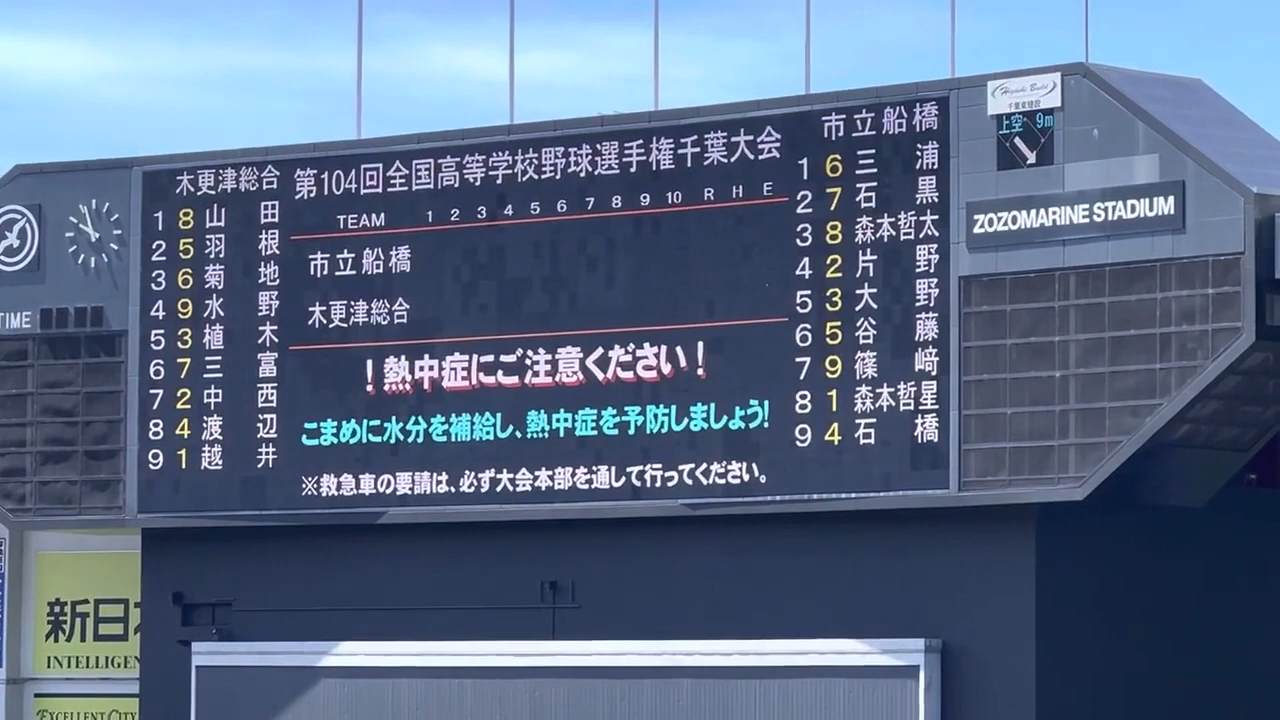 木更津総合
1 8 山田
2 5 羽根
3 6 菊地
4 9 水野
5 3 植木
6 7 三富
7 2 中西
8 4 渡辺
9 1 越井
第104回全国高等学校野球選手権千葉大会
TEAM 1 2 3 4 5 6 7 8 9 10 R H E
市立船橋
木更津総合
！熱中症にご注意ください！
こまめに水分を補給し、熱中症を予防しましょう!
※救急車の要請は、必ず大会本部を通して行ってください。
市立船橋
1 6 三浦
2 7 石黒
3 8 森本哲太
4 2 片野
5 3 大野
6 5 谷藤
7 9 篠﨑
8 1 森本哲星
9 4 石橋
Higashi Build
千葉東建設
上空 9m
ZOZOMARINE STADIUM
TIME
新日本
INTELLIGEN
EXCELLENT CITY